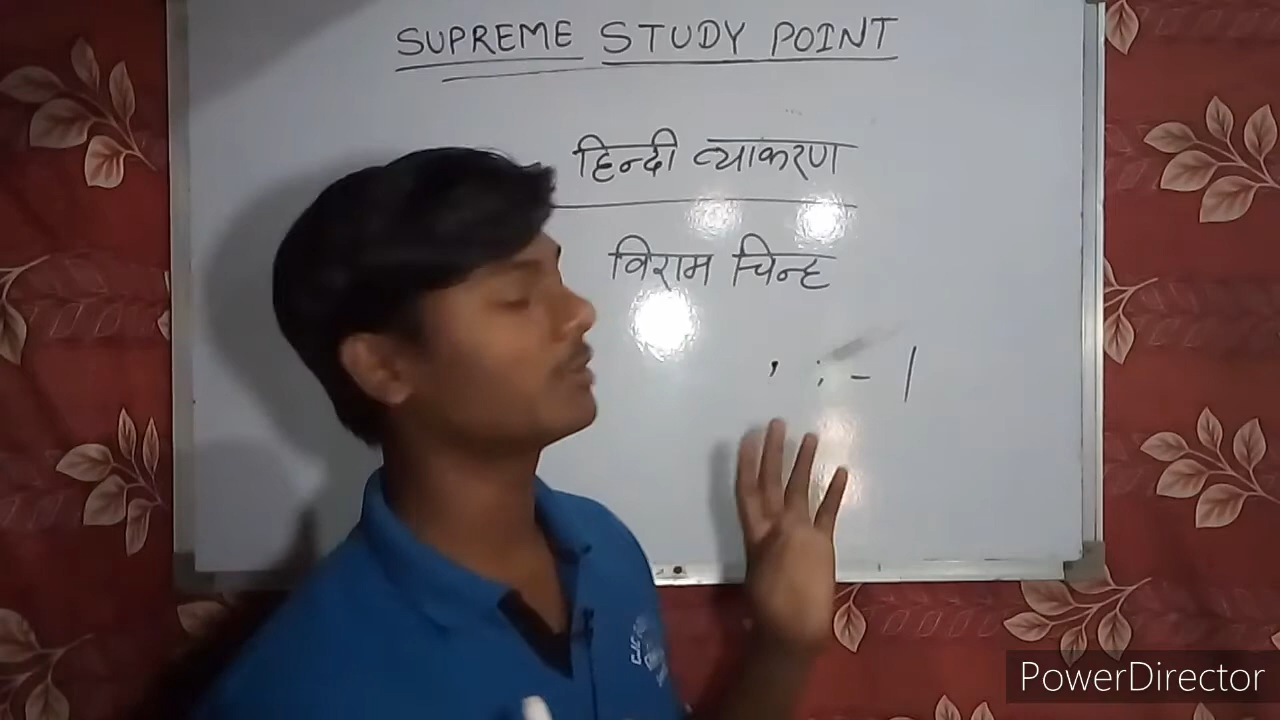 SUPREME STUDY POINT
हिन्दी व्याकरण
विराम चिन्ह
, ; - |
PowerDirector